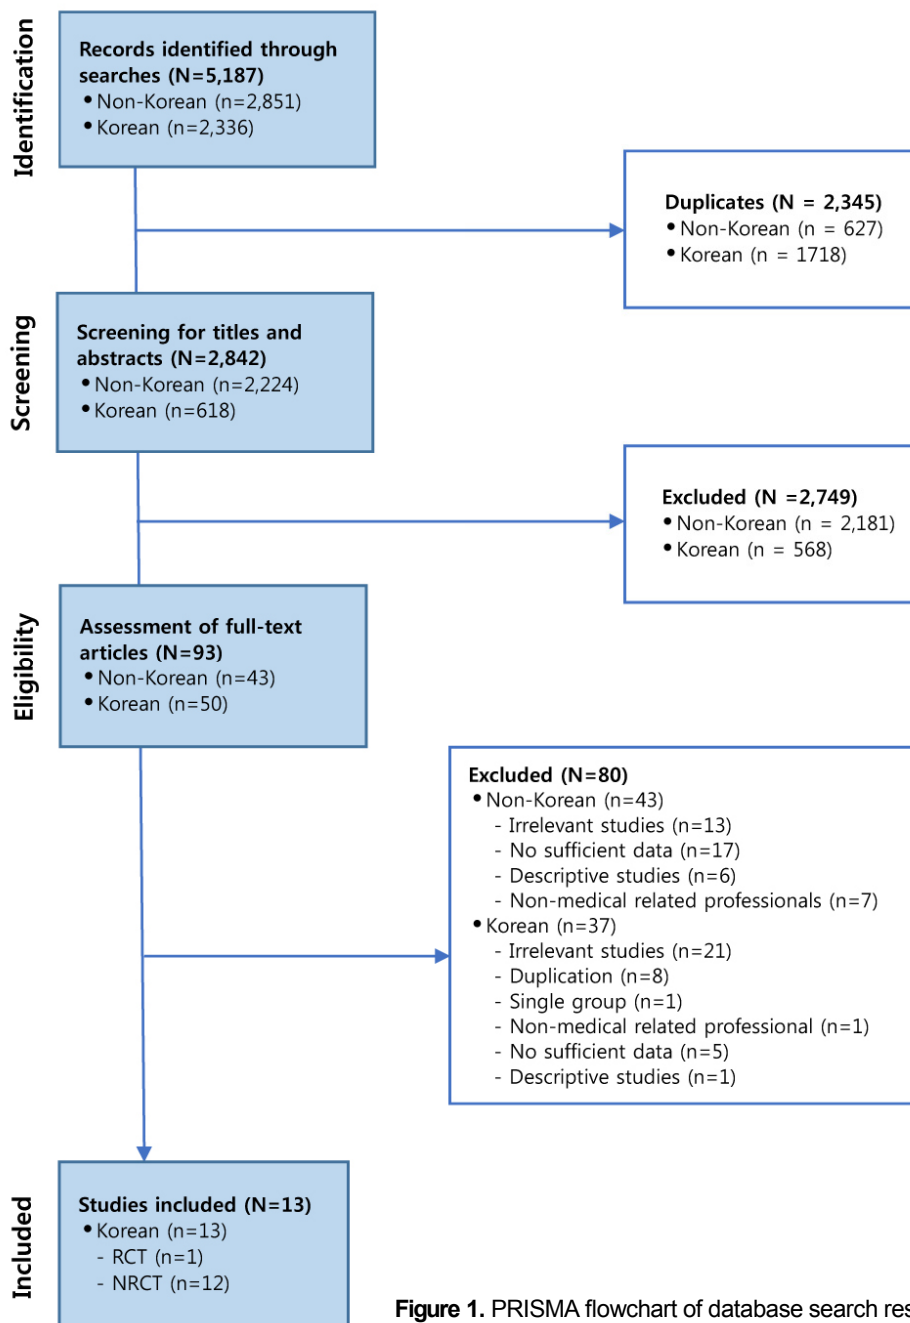 Identification
Records identified through
searches (N=5,187)
• Non-Korean (n=2,851)
• Korean (n=2,336)
Duplicates (N = 2,345)
• Non-Korean (n = 627)
• Korean (n = 1718)
Screening
Screening for titles and
abstracts (N=2,842)
• Non-Korean (n=2,224)
• Korean (n=618)
Excluded (N =2,749)
• Non-Korean (n = 2,181)
• Korean (n = 568)
Eligibility
Assessment of full-text
articles (N=93)
• Non-Korean (n=43)
• Korean (n=50)
Excluded (N=80)
• Non-Korean (n=43)
- Irrelevant studies (n=13)
- No sufficient data (n=17)
- Descriptive studies (n=6)
- Non-medical related professionals (n=7)
• Korean (n=37)
- Irrelevant studies (n=21)
- Duplication (n=8)
- Single group (n=1)
- Non-medical related professional (n=1)
- No sufficient data (n=5)
- Descriptive studies (n=1)
Included
Studies included (N=13)
• Korean (n=13)
- RCT (n=1)
- NRCT (n=12)
Figure 1. PRISMA flowchart of database search